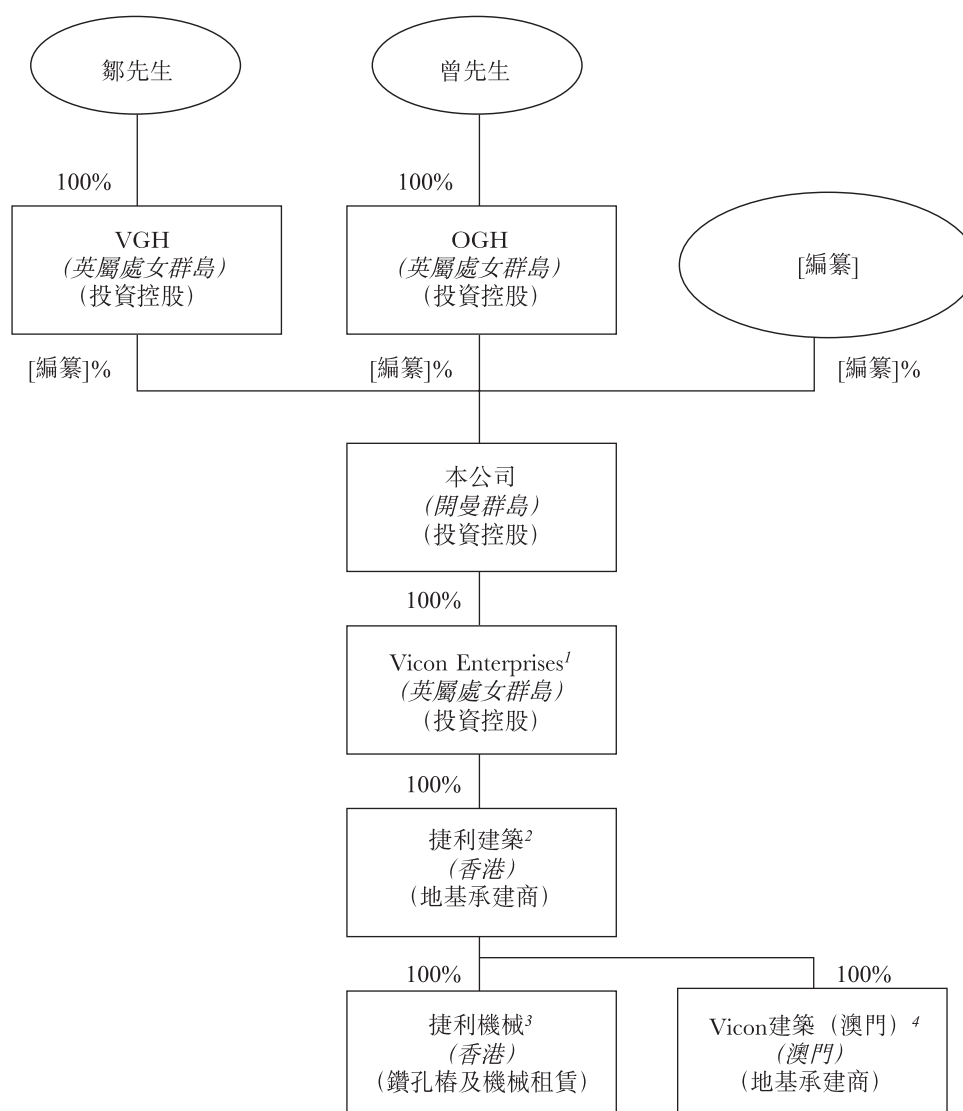 鄒先生
曾先生
100%
100%
VGH
(英屬處女群島)
(投資控股)
OGH
(英屬處女群島)
(投資控股)
[編纂]
[編纂]%
[編纂]%
[編纂]%
本公司
(開曼群島)
(投資控股)
100%
Vicon Enterprises1
(英屬處女群島)
(投資控股)
100%
捷利建築2
(香港)
(地基承建商)
100%
100%
捷利機械3
(香港)
(鑽孔樁及機械租賃)
Vicon建築（澳門）4
(澳門)
(地基承建商)